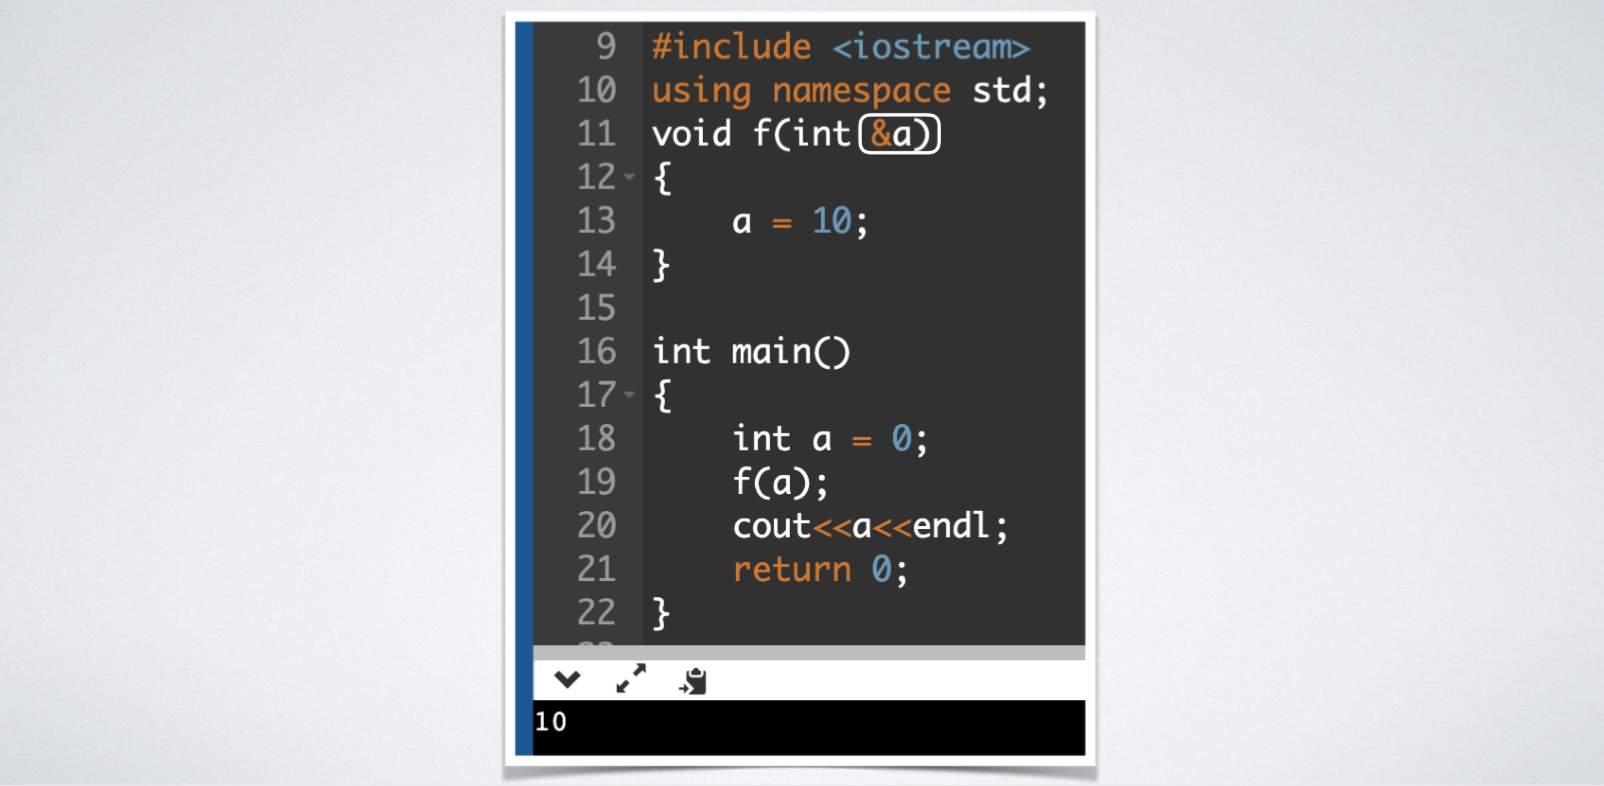 9 #include <iostream>
10 using namespace std;
11 void f(int &a)
12 {
13     a = 10;
14 }
15
16 int main()
17 {
18     int a = 0;
19     f(a);
20     cout<<a<<endl;
21     return 0;
22 }
10